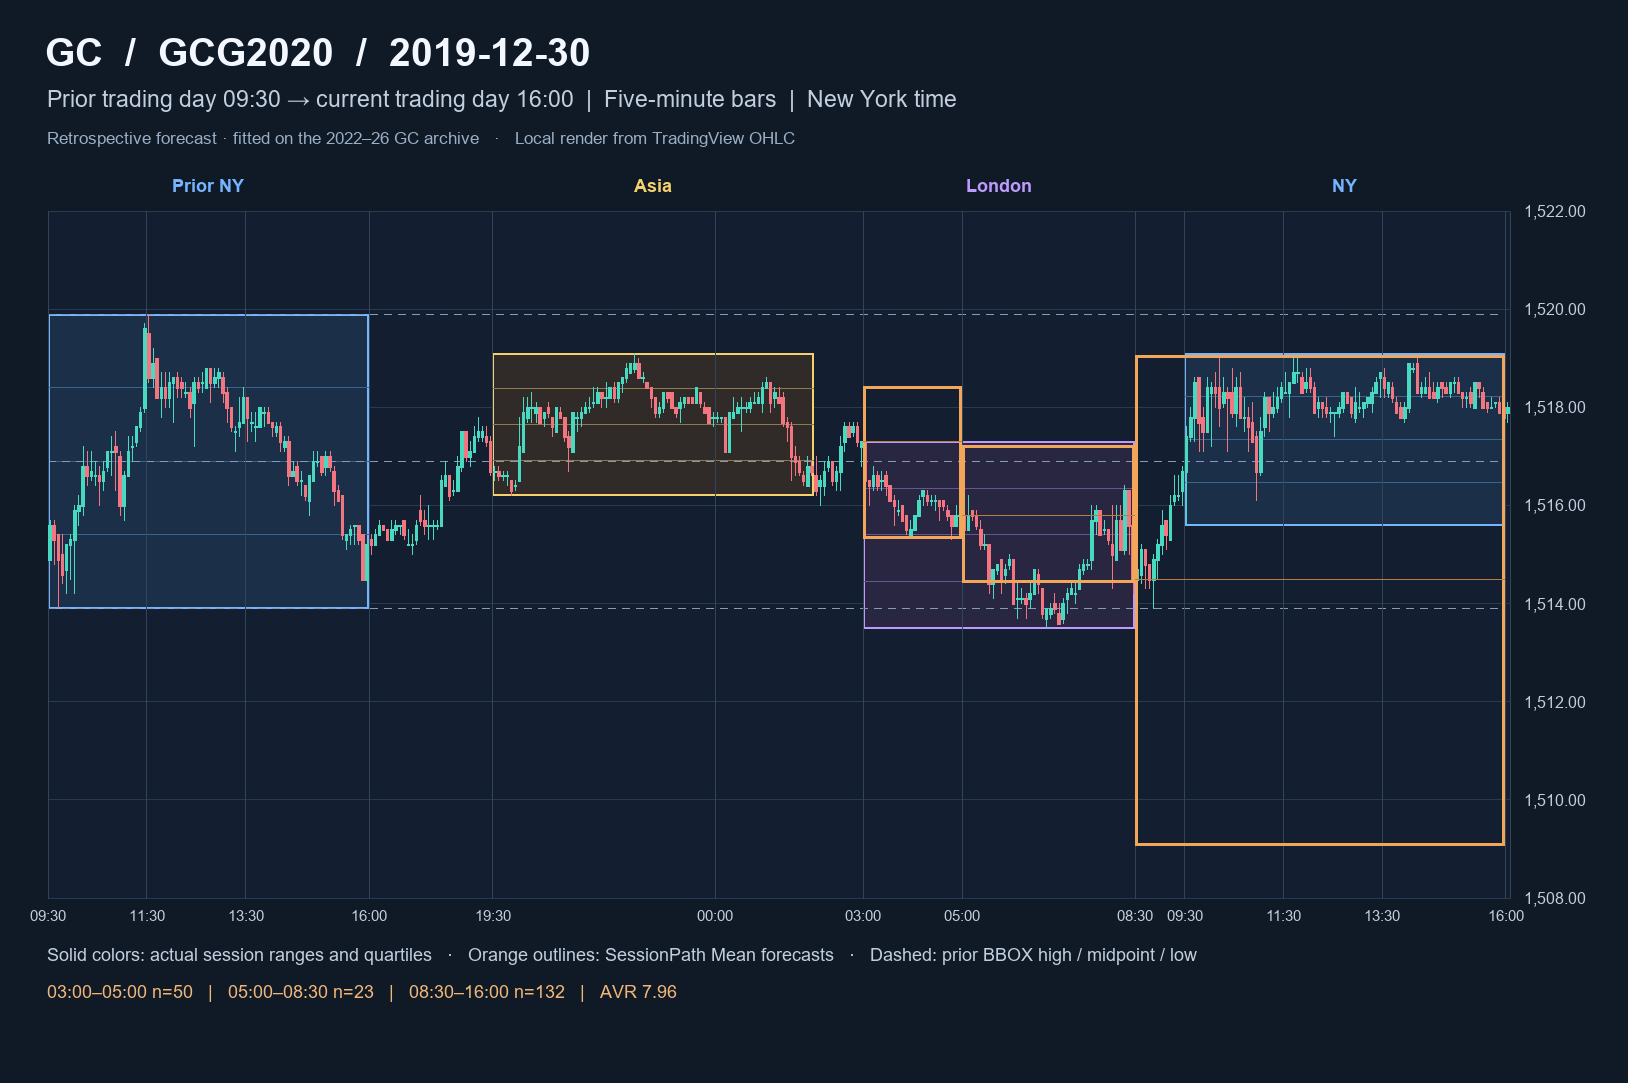 GC / GCG2020 / 2019-12-30
Prior trading day 09:30 → current trading day 16:00 | Five-minute bars | New York time
Retrospective forecast · fitted on the 2022–26 GC archive · Local render from TradingView OHLC
Prior NY Asia London NY
1,522.00
1,520.00
1,518.00
1,516.00
1,514.00
1,512.00
1,510.00
1,508.00
09:30 11:30 13:30 16:00 19:30 00:00 03:00 05:00 08:30 09:30 11:30 13:30 16:00
Solid colors: actual session ranges and quartiles · Orange outlines: SessionPath Mean forecasts · Dashed: prior BBOX high / midpoint / low
03:00–05:00 n=50 | 05:00–08:30 n=23 | 08:30–16:00 n=132 | AVR 7.96